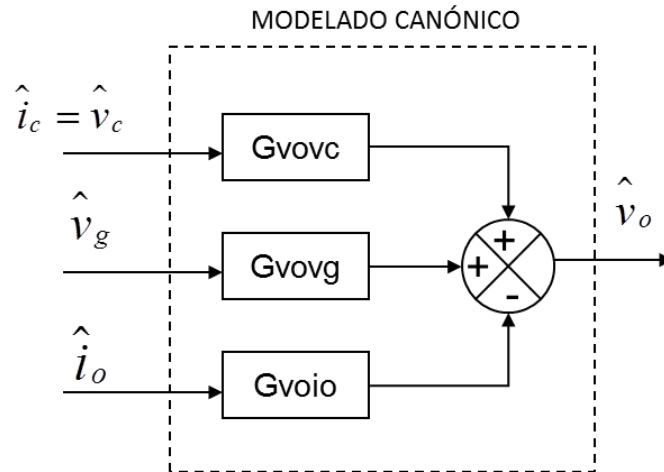 MODELADO CANÓNICO
î_c = v̂_c
Gvovc
v̂_g
Gvovg
î_o
Gvoio
+
+
-
v̂_o